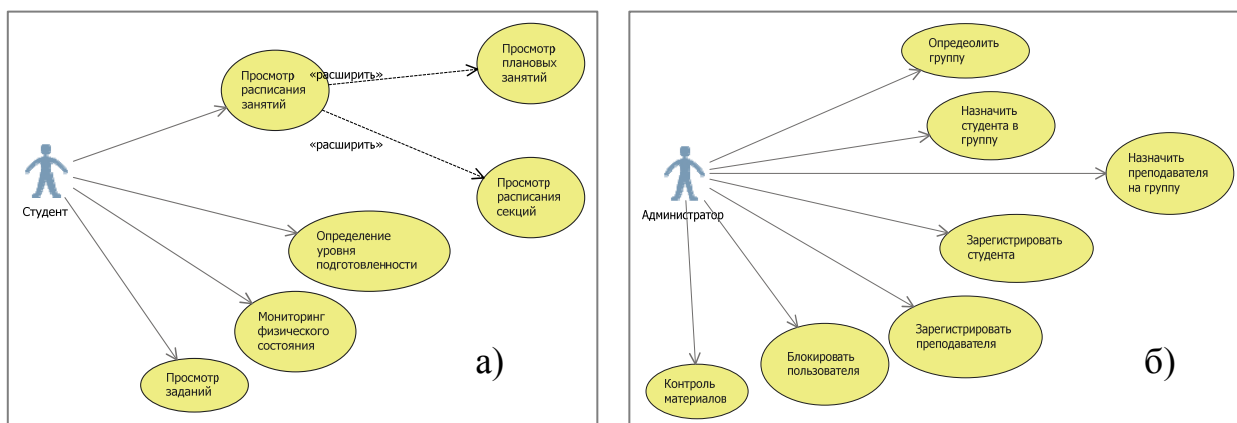 Просмотр
расписания
занятий
«расширить»
Просмотр
плановых
занятий
«расширить»
Просмотр
расписания
секций
Студент
Определение
уровня
подготовленности
Мониторинг
физического
состояния
Просмотр
заданий
а)
Опредеолить
группу
Назначить
студента в
группу
Назначить
преподавателя
на группу
Администратор
Зарегистрировать
студента
Зарегистрировать
преподавателя
Блокировать
пользователя
Контроль
материалов
б)